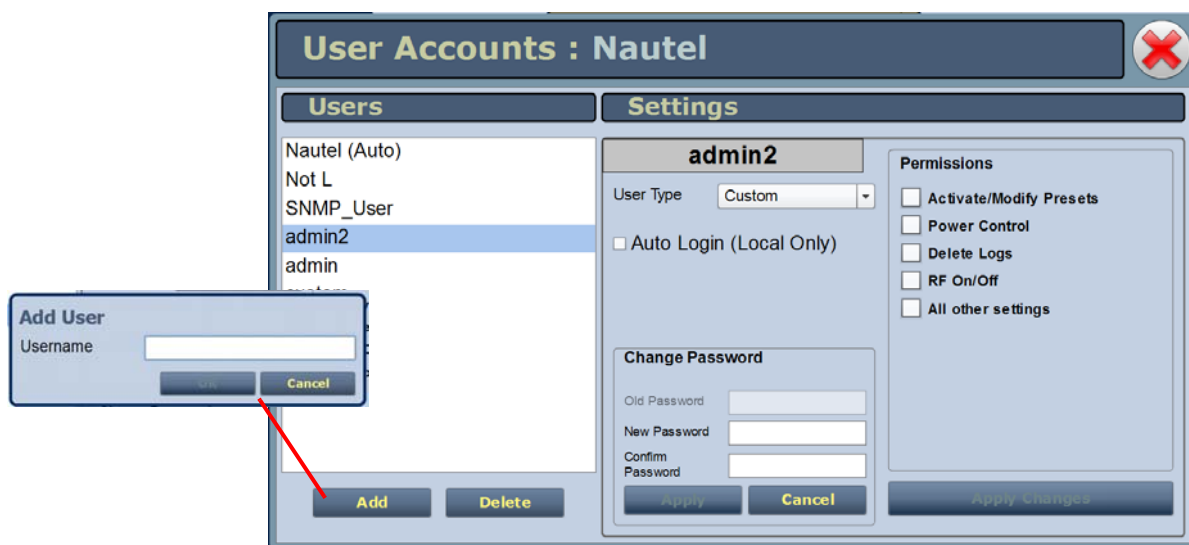 User Accounts : Nautel
Users
Nautel (Auto)
Not L
SNMP_User
admin2
admin
Add
Delete
Add User
Username
OK
Cancel
Settings
admin2
User Type
Custom
Auto Login (Local Only)
Change Password
Old Password
New Password
Confirm
Password
Apply
Cancel
Permissions
Activate/Modify Presets
Power Control
Delete Logs
RF On/Off
All other settings
Apply Changes